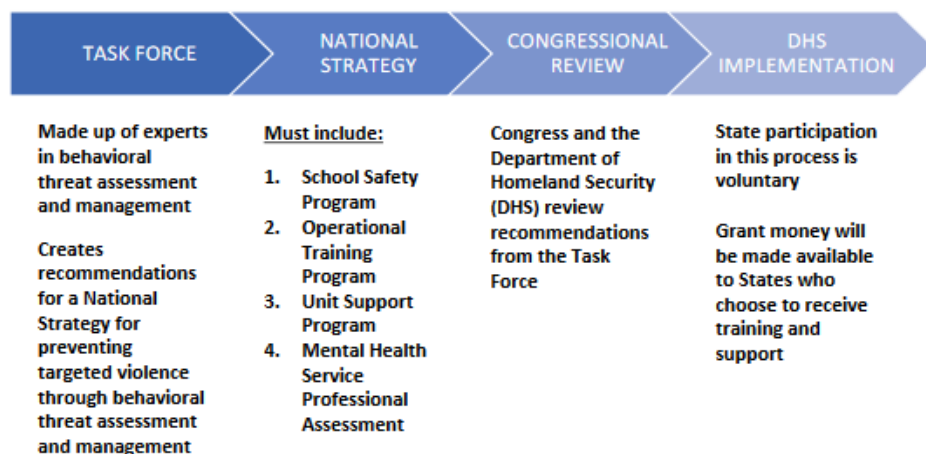 TASK FORCE
NATIONAL
STRATEGY
CONGRESSIONAL
REVIEW
DHS
IMPLEMENTATION
Made up of experts
in behavioral
threat assessment
and management
Creates
recommendations
for a National
Strategy for
preventing
targeted violence
through behavioral
threat assessment
and management
Must include:
1. School Safety
Program
2. Operational
Training
Program
3. Unit Support
Program
4. Mental Health
Service
Professional
Assessment
Congress and the
Department of
Homeland Security
(DHS) review
recommendations
from the Task
Force
State participation
in this process is
voluntary
Grant money will
be made available
to States who
choose to receive
training and
support